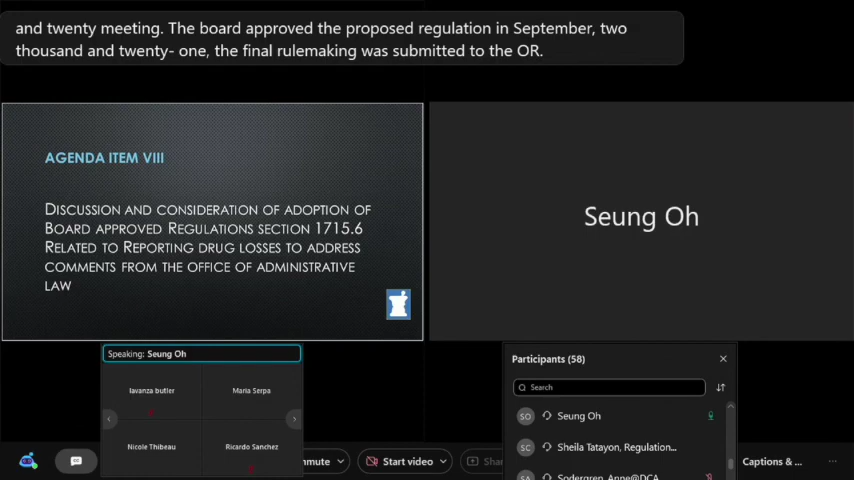 and twenty meeting. The board approved the proposed regulation in September, two
thousand and twenty- one, the final rulemaking was submitted to the OR.
AGENDA ITEM VIII
DISCUSSION AND CONSIDERATION OF ADOPTION OF
BOARD APPROVED REGULATIONS SECTION 1715.6
RELATED TO REPORTING DRUG LOSSES TO ADDRESS
COMMENTS FROM THE OFFICE OF ADMINISTRATIVE
LAW
Seung Oh
Speaking: Seung Oh
lavanza butler
Maria Serpa
Nicole Thibeau
Ricardo Sanchez
Participants (58)
Search
SO Seung Oh
SC Sheila Tatayon, Regulation...
SA Sodergren, Anne@DCA
mute
Start video
Shar
Captions & ...